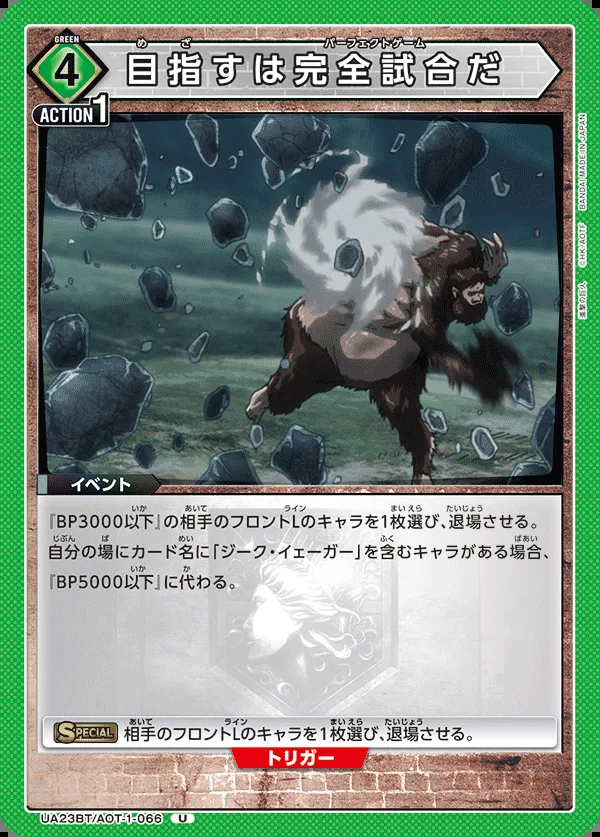 GREEN
4
ACTION 1
めざ パーフェクトゲーム
目指すは完全試合だ
BANDAI MADE IN JAPAN
©HK/AOTF
進撃の巨人
イベント
いか あいて ライン まいえら たいじょう
『BP3000以下』の相手のフロントLのキャラを1枚選び、退場させる。
じぶん ば めい ふく ばあい
自分の場にカード名に「ジーク・イェーガー」を含むキャラがある場合、
いか か
『BP5000以下』に代わる。
あいて ライン まいえら たいじょう
SPECIAL 相手のフロントLのキャラを1枚選び、退場させる。
トリガー
UA23BT/AOT-1-066 U